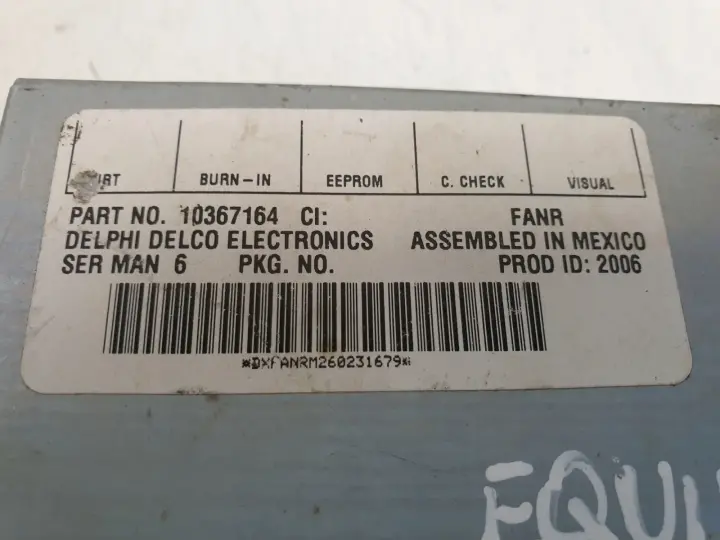 BURN-IN EEPROM C. CHECK VISUAL
PART NO. 10367164 CI: FANR
DELPHI DELCO ELECTRONICS ASSEMBLED IN MEXICO
SER MAN 6 PKG. NO. PROD ID: 2006
*DXFANRM260231679*